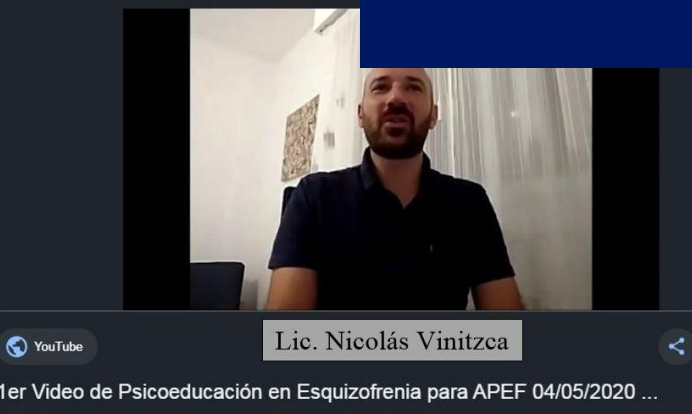 YouTube
Lic. Nicolás Vinitzca
1er Video de Psicoeducación en Esquizofrenia para APEF 04/05/2020 ...